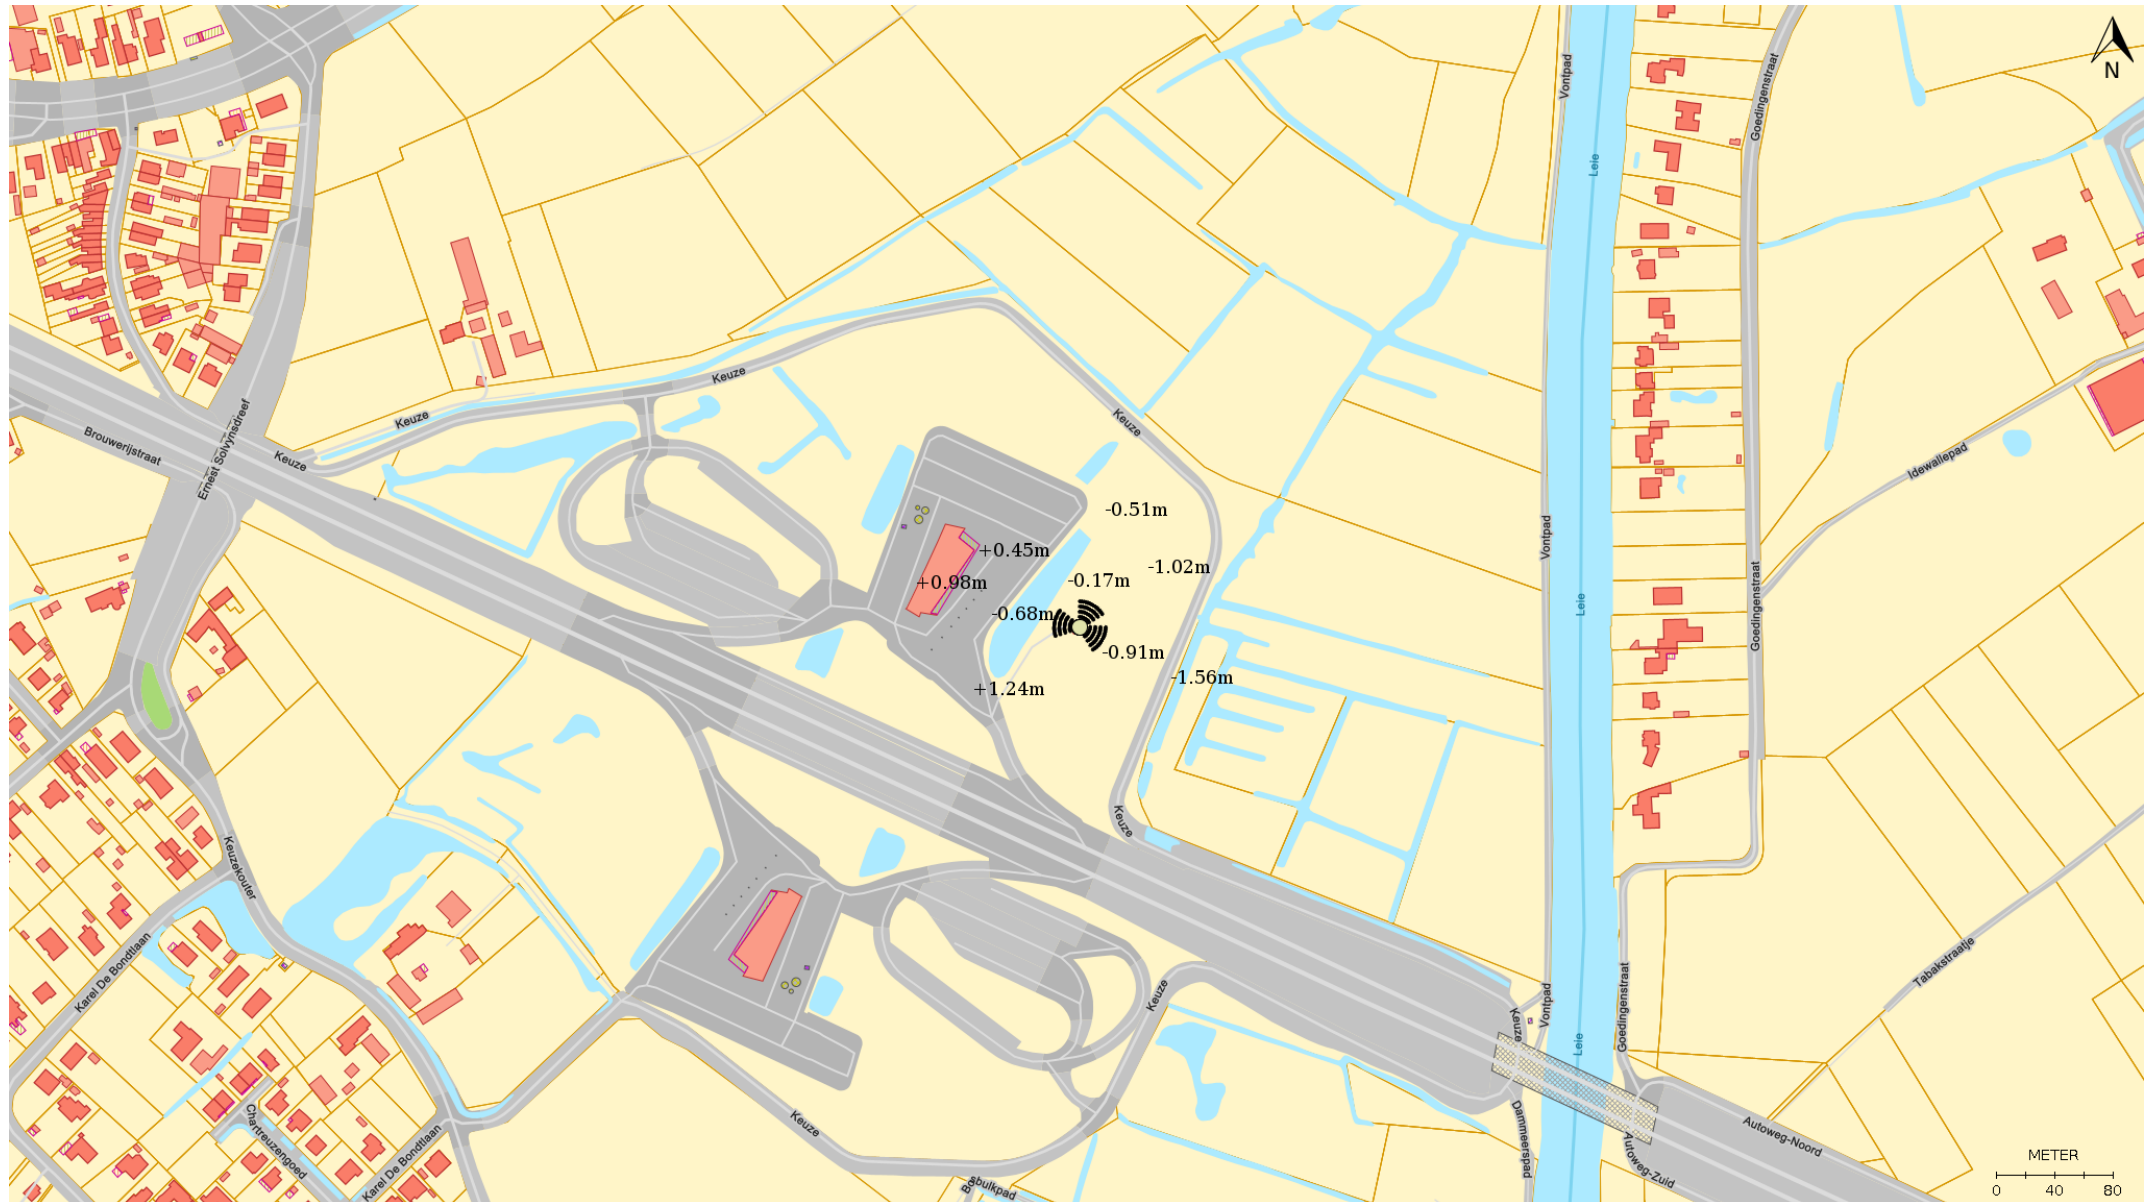 N
Vontpad
Goedingenstraat
Leie
Keuze
Keuze
Keuze
Brouwerijstraat
Ernest Solvynsdreef
Keuze
Idewallepad
-0.51m
+0.45m
-1.02m
-0.17m
+0.98m
-0.68m
-0.91m
-1.56m
+1.24m
Vontpad
Leie
Goedingenstraat
Keuze
Keuzekouter
Karel De Bondtlaan
Tabakstraatje
Keuze
Vontpad
Keuze
Goedingenstraat
Leie
Chartreuzengoed
Karel De Bondtlaan
Keuze
Dammeerspad
Autoweg-Noord
Autoweg-Zuid
Bosbulkpad
METER
0 40 80